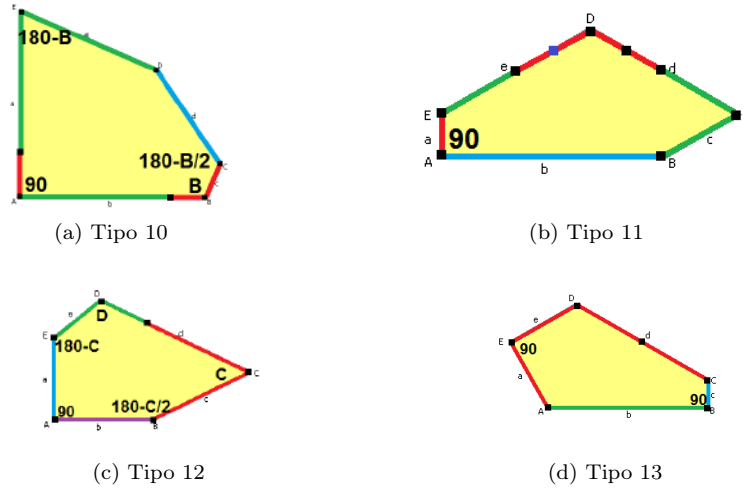 E
180-B
e
D
a
d
180-B/2
C
90
B
c
A
b
B
(a) Tipo 10
D
e
d
E
a
90
c
A
b
B
(b) Tipo 11
D
e
D
d
E
180-C
a
C
C
90
180-C/2
c
A
b
B
(c) Tipo 12
D
e
d
E
90
a
C
90
c
A
b
B
(d) Tipo 13